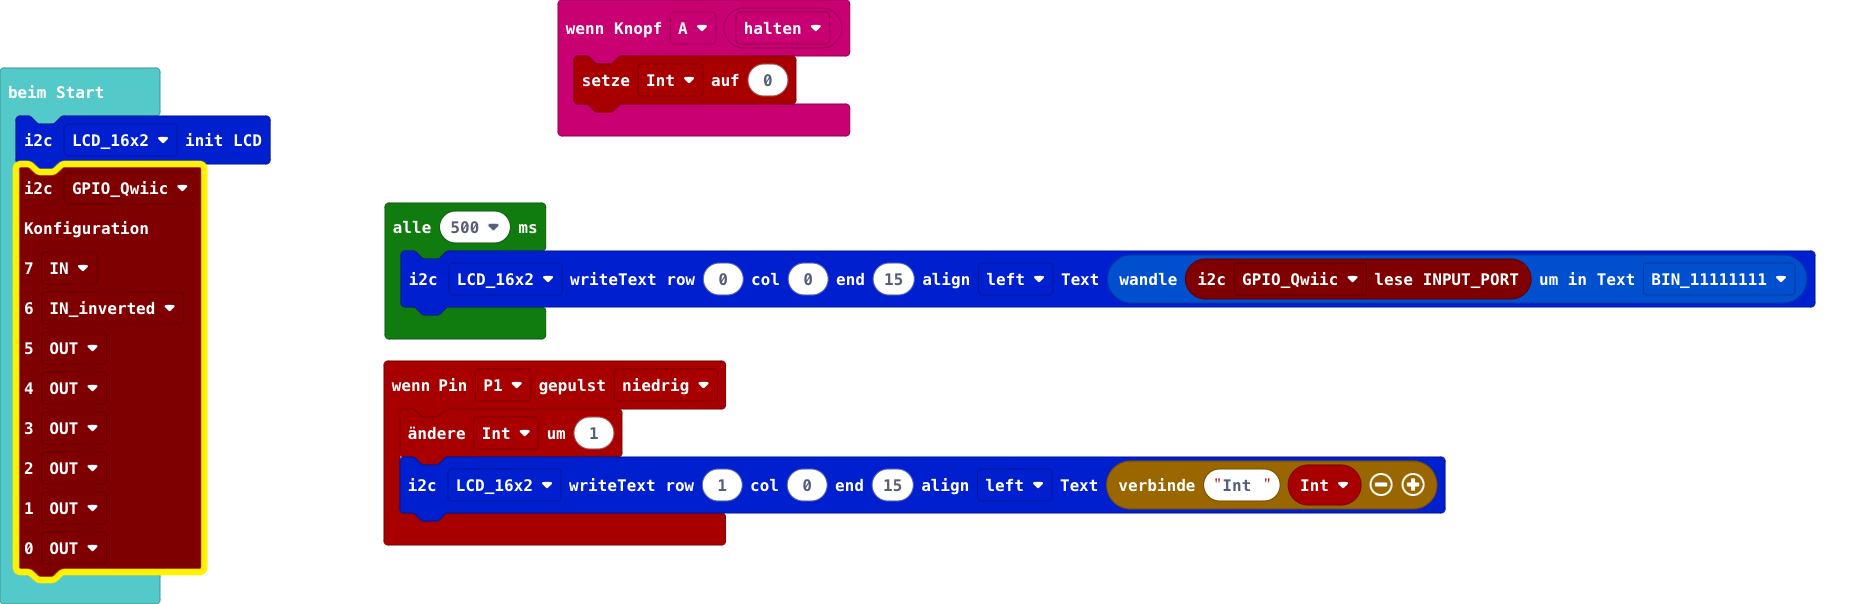 beim Start
i2c LCD_16x2 init LCD
i2c GPIO_Qwiic
Konfiguration
7 IN
6 IN_inverted
5 OUT
4 OUT
3 OUT
2 OUT
1 OUT
0 OUT
wenn Knopf A halten
setze Int auf 0
alle 500 ms
i2c LCD_16x2 writeText row 0 col 0 end 15 align left Text wandle i2c GPIO_Qwiic lese INPUT_PORT um in Text BIN_11111111
wenn Pin P1 gepulst niedrig
ändere Int um 1
i2c LCD_16x2 writeText row 1 col 0 end 15 align left Text verbinde "Int " Int